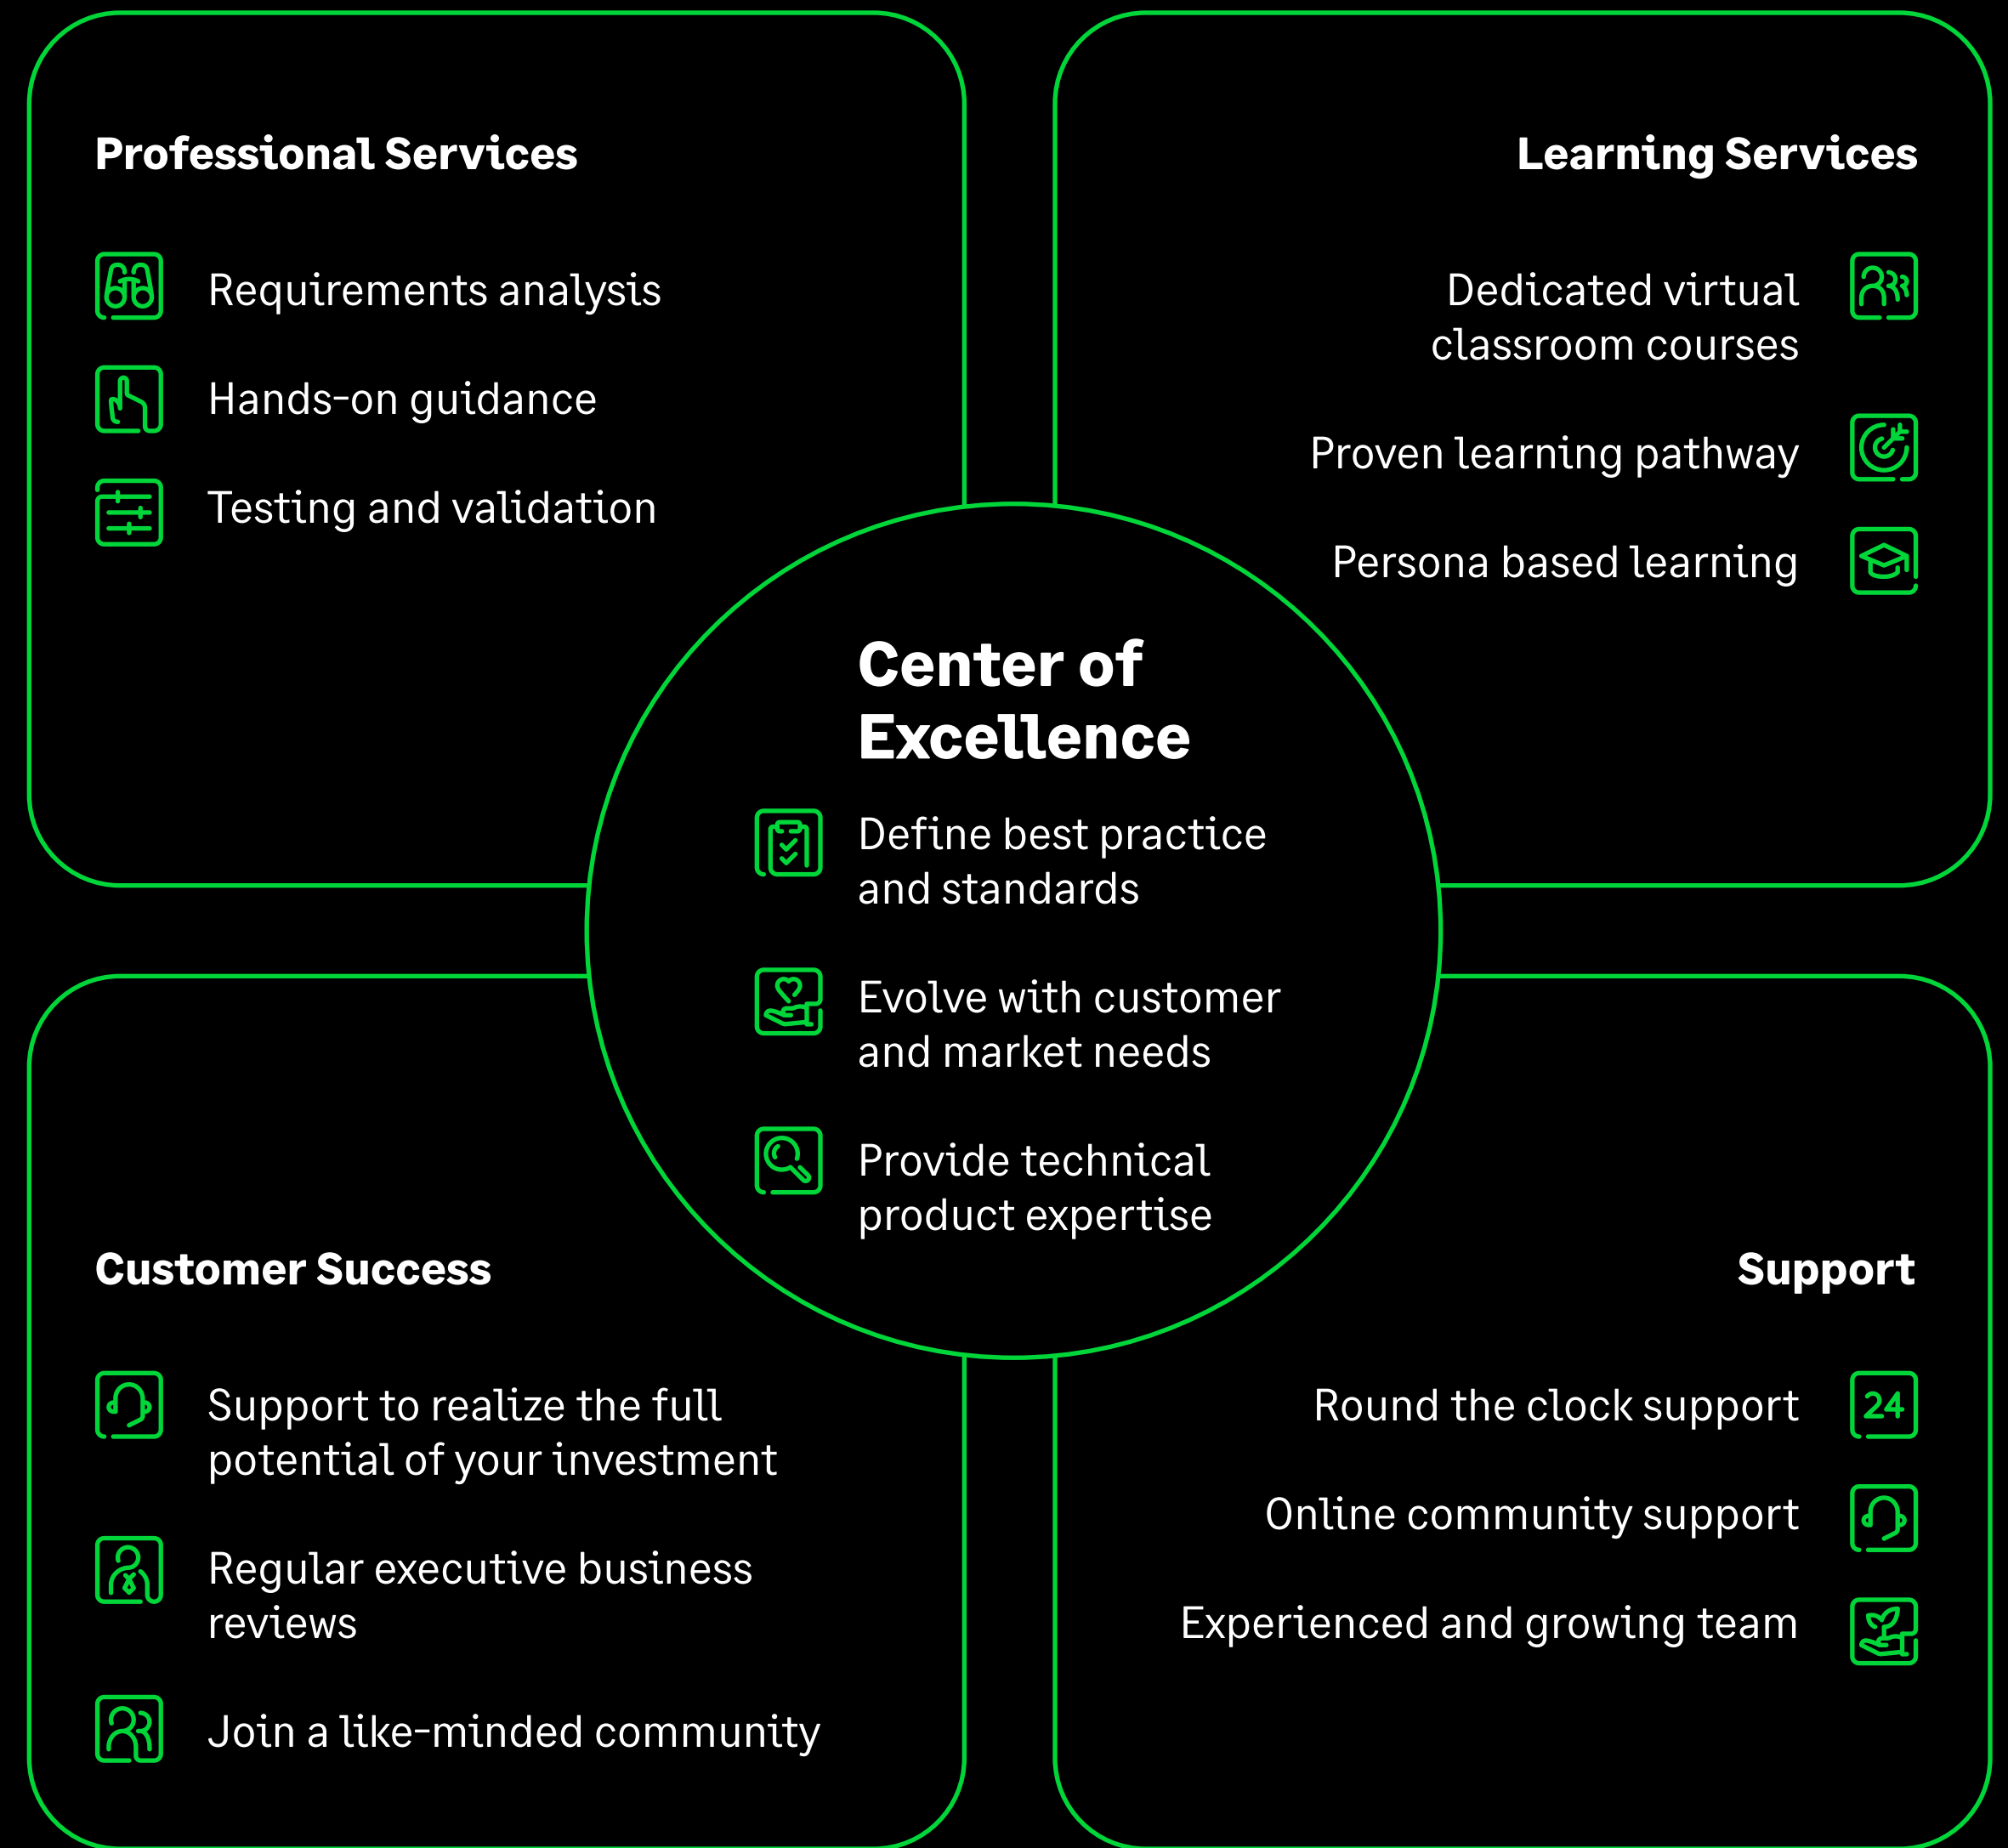 Professional Services
Requirements analysis
Hands-on guidance
Testing and validation
Learning Services
Dedicated virtual
classroom courses
Proven learning pathway
Persona based learning
Center of
Excellence
Define best practice
and standards
Evolve with customer
and market needs
Provide technical
product expertise
Customer Success
Support to realize the full
potential of your investment
Regular executive business
reviews
Join a like-minded community
Support
Round the clock support
24
Online community support
Experienced and growing team